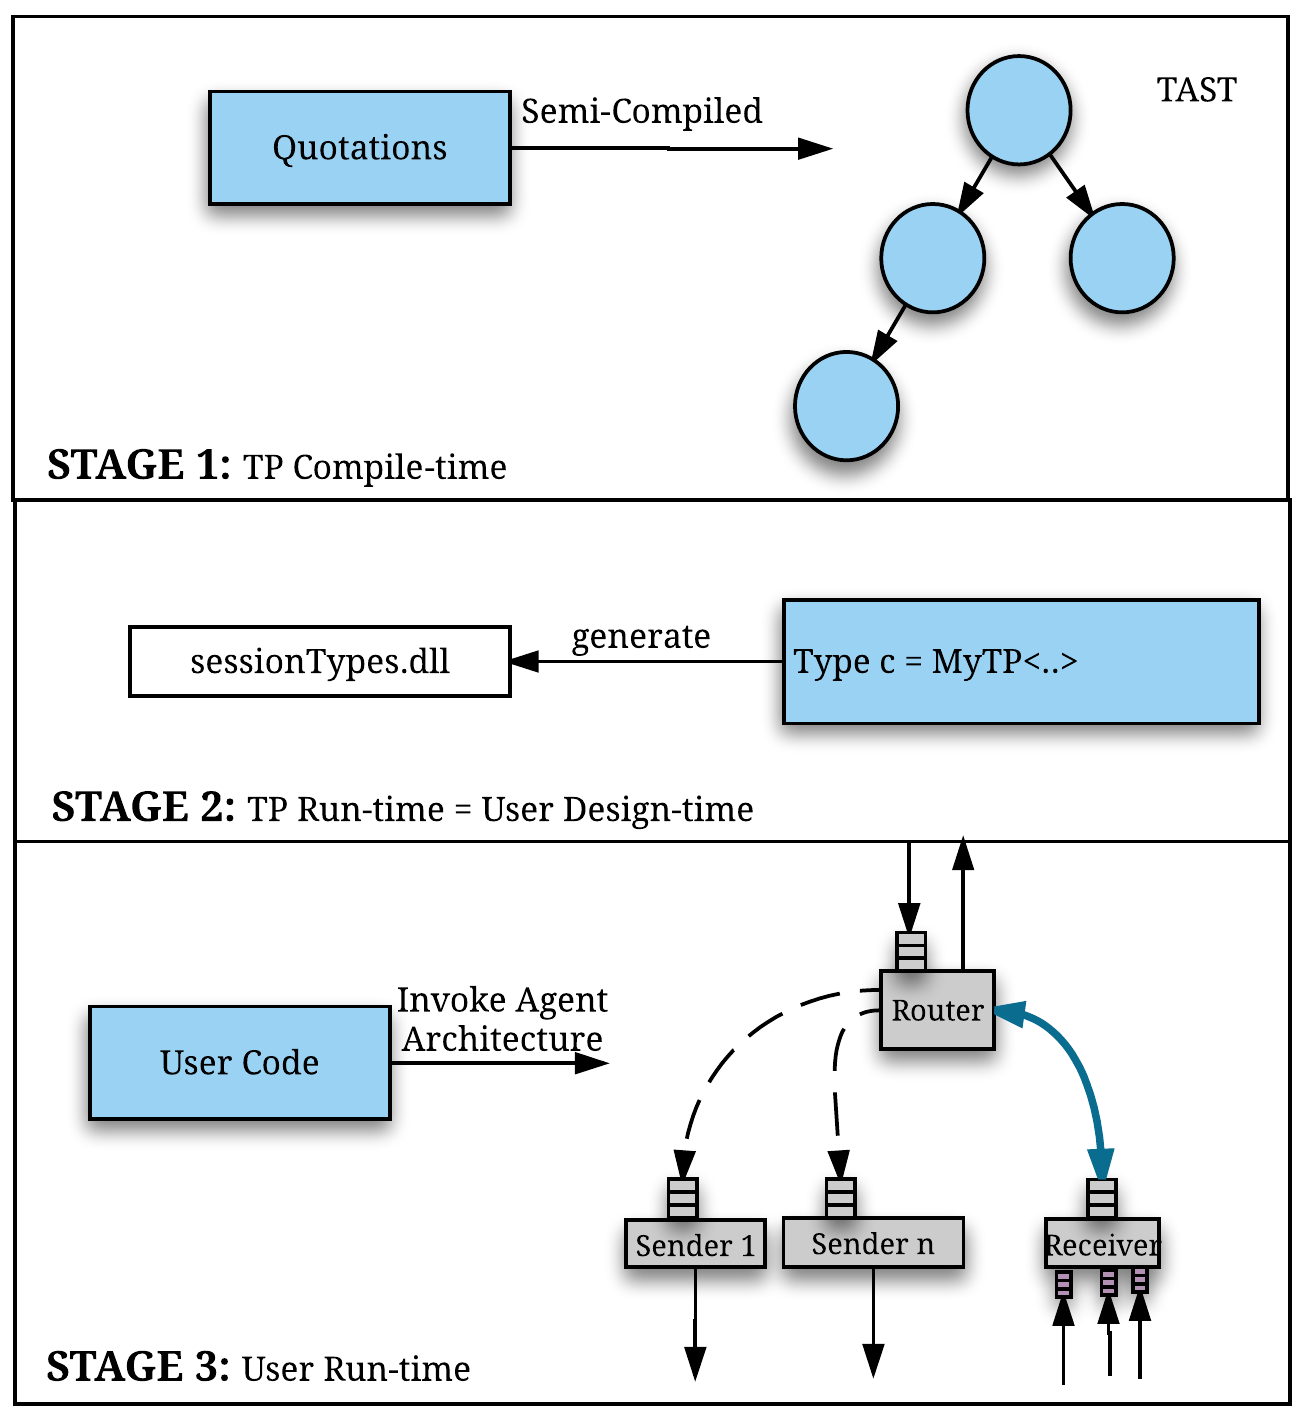 Quotations
Semi-Compiled
TAST
STAGE 1: TP Compile-time
sessionTypes.dll
generate
Type c = MyTP<..>
STAGE 2: TP Run-time = User Design-time
User Code
Invoke Agent
Architecture
Router
Sender 1
Sender n
Receiver
STAGE 3: User Run-time